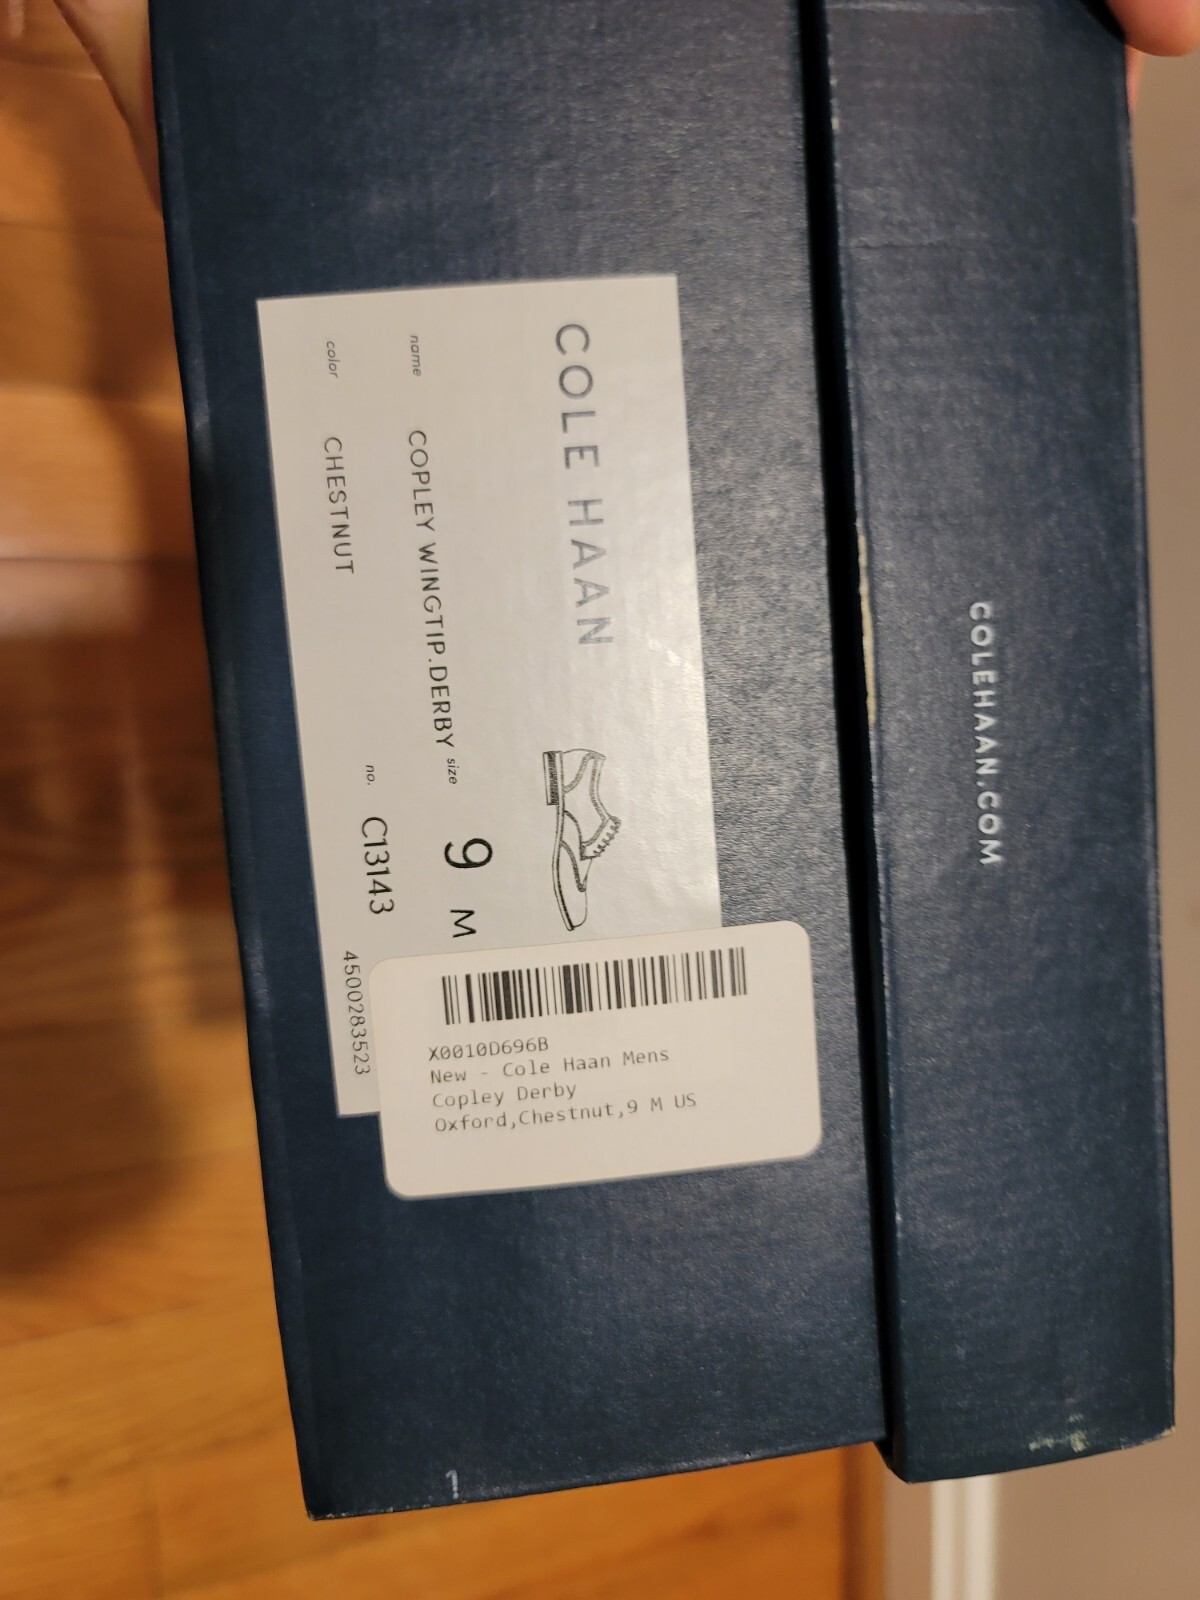 COLEHAAN.COM
COLE HAAN
name COPLEY WINGTIP.DERBY size 9 M
color CHESTNUT no. C13143
4500283523
X0010D696B
New - Cole Haan Mens
Copley Derby
Oxford,Chestnut,9 M US